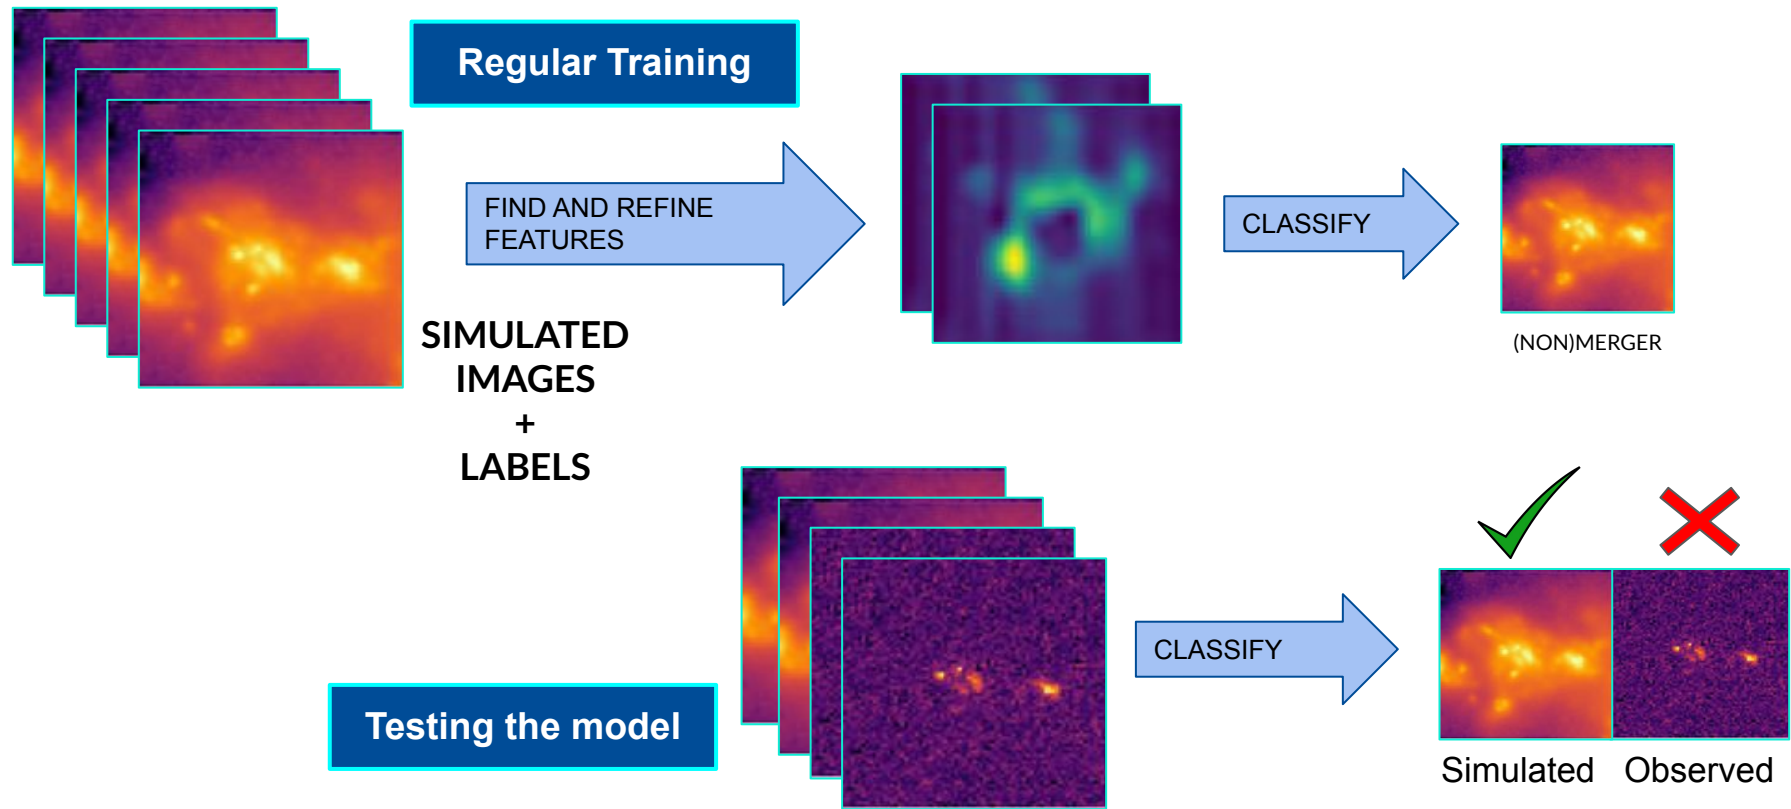 Regular Training
FIND AND REFINE
FEATURES
CLASSIFY
SIMULATED
IMAGES
+
LABELS
(NON)MERGER
Testing the model
CLASSIFY
Simulated
Observed